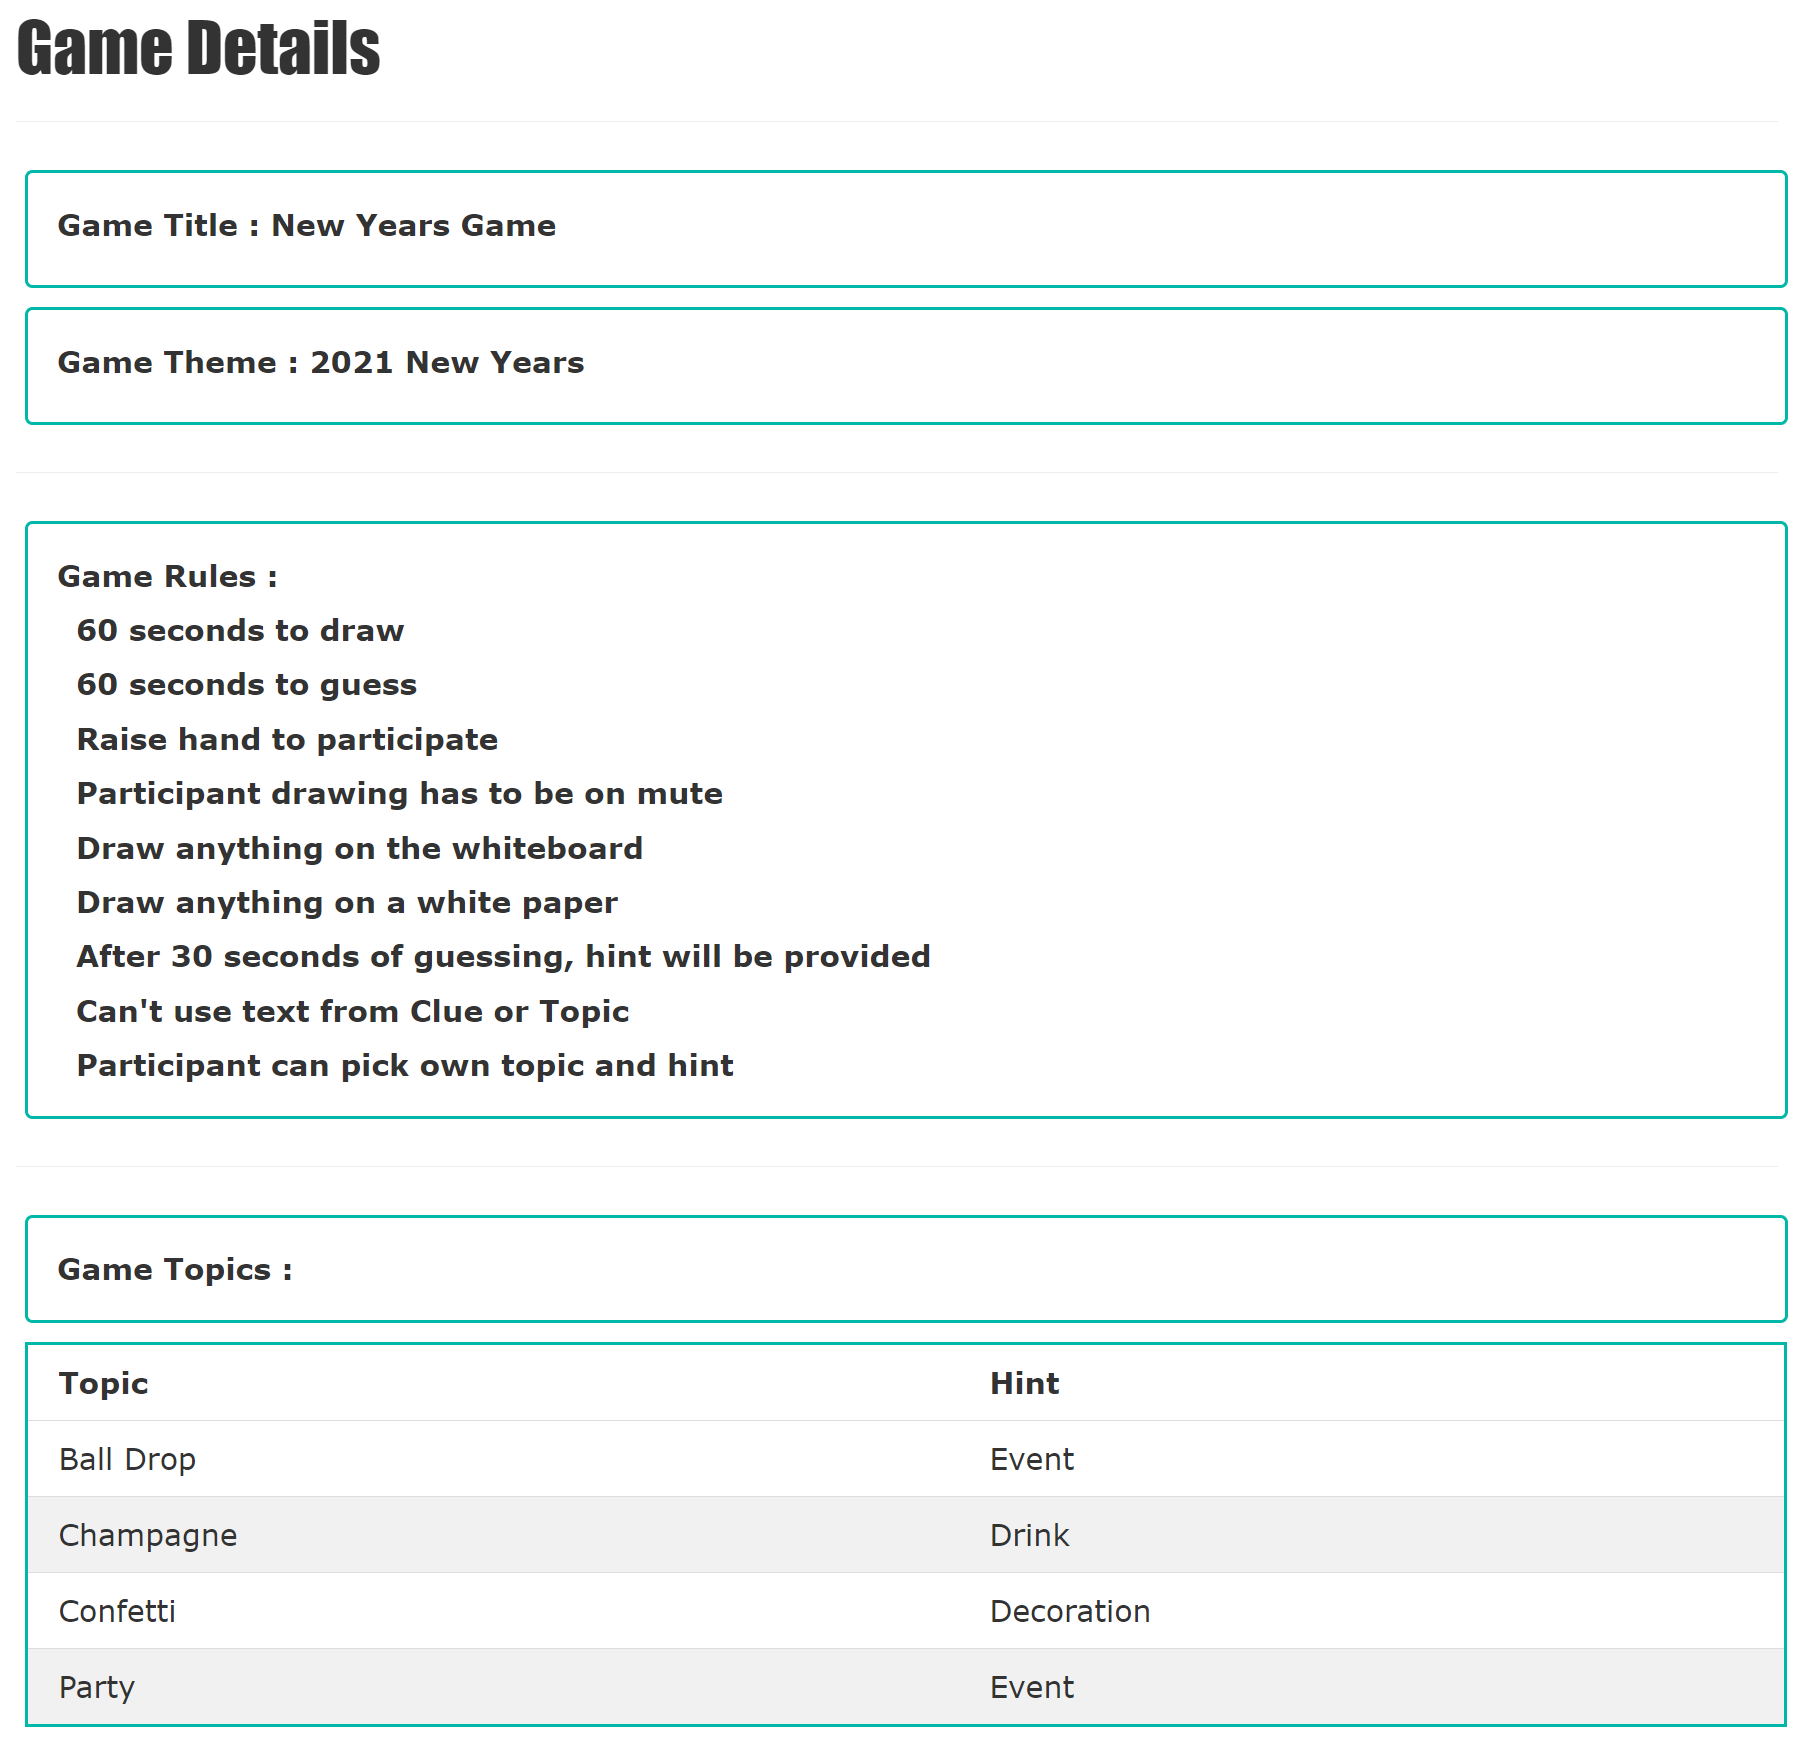 Game Details
Game Title : New Years Game
Game Theme : 2021 New Years
Game Rules :
60 seconds to draw
60 seconds to guess
Raise hand to participate
Participant drawing has to be on mute
Draw anything on the whiteboard
Draw anything on a white paper
After 30 seconds of guessing, hint will be provided
Can't use text from Clue or Topic
Participant can pick own topic and hint
Game Topics :
Topic Hint
Ball Drop Event
Champagne Drink
Confetti Decoration
Party Event